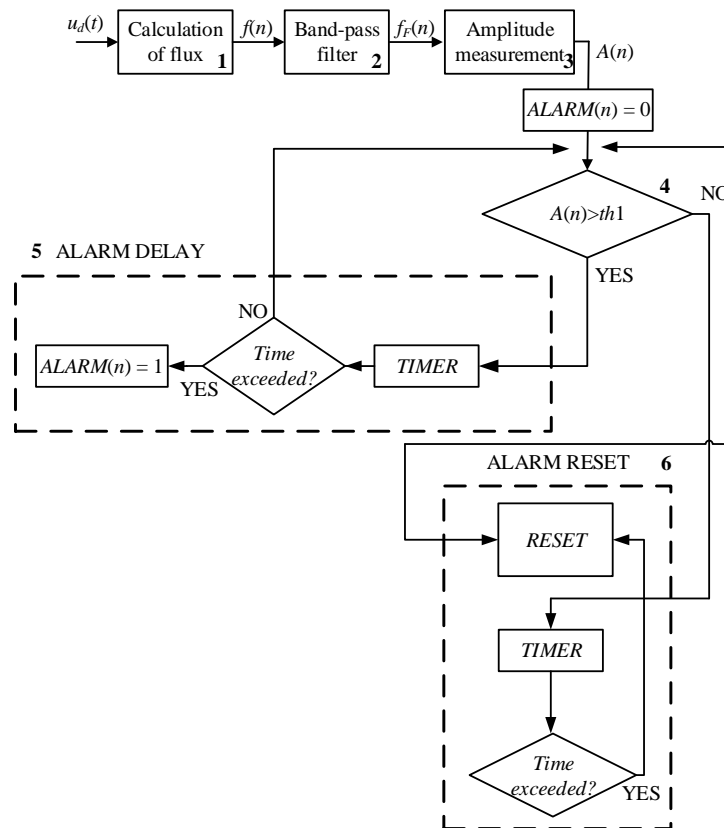 u_d(t)
Calculation
of flux
1
f(n)
Band-pass
filter
2
f_F(n)
Amplitude
measurement
3
A(n)
ALARM(n) = 0
4
NO
A(n)>th1
YES
5 ALARM DELAY
NO
ALARM(n) = 1
YES
Time
exceeded?
TIMER
ALARM RESET 6
RESET
TIMER
Time
exceeded?
YES